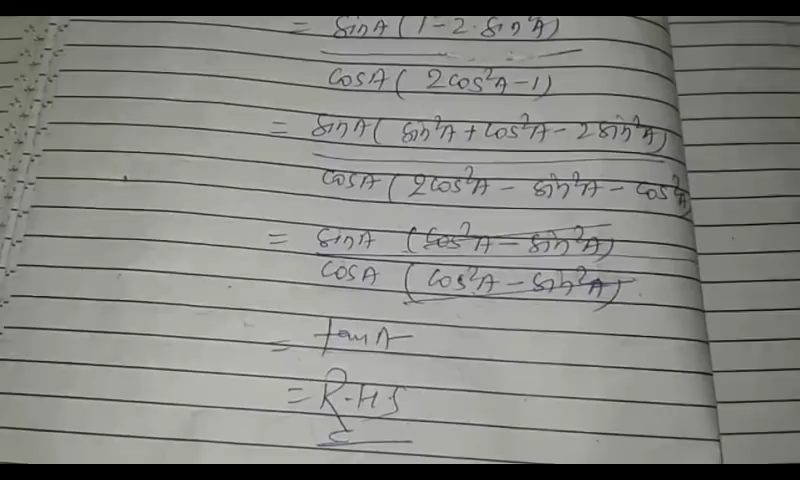 = sinA(1-2.sin²A)
cosA(2cos²A-1)
= sinA(sin²A+cos²A-2sin²A)
cosA(2cos²A-sin²A-cos²A)
= sinA (cos²A-sin²A)
cosA (cos²A-sin²A)
= tanA
= R.H.S